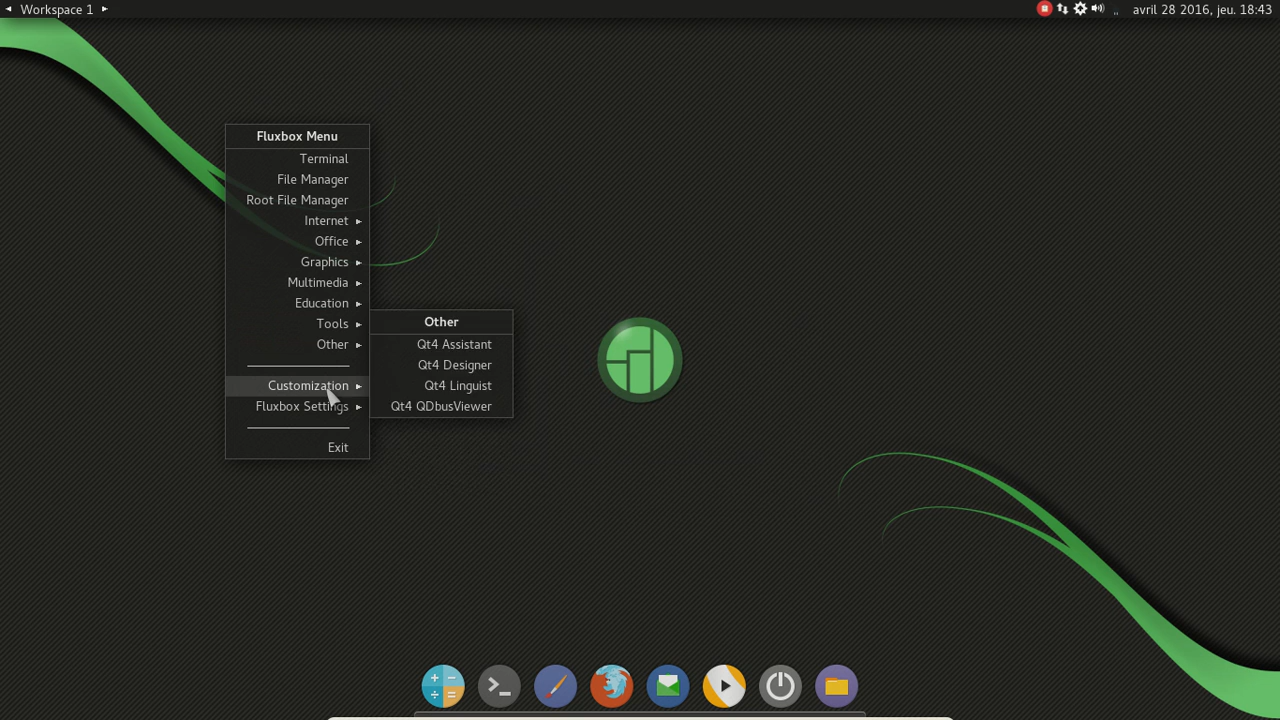 Workspace 1
avril 28 2016, jeu. 18:43
Fluxbox Menu
Terminal
File Manager
Root File Manager
Internet
Office
Graphics
Multimedia
Education
Tools
Other
Customization
Fluxbox Settings
Exit
Other
Qt4 Assistant
Qt4 Designer
Qt4 Linguist
Qt4 QDbusViewer